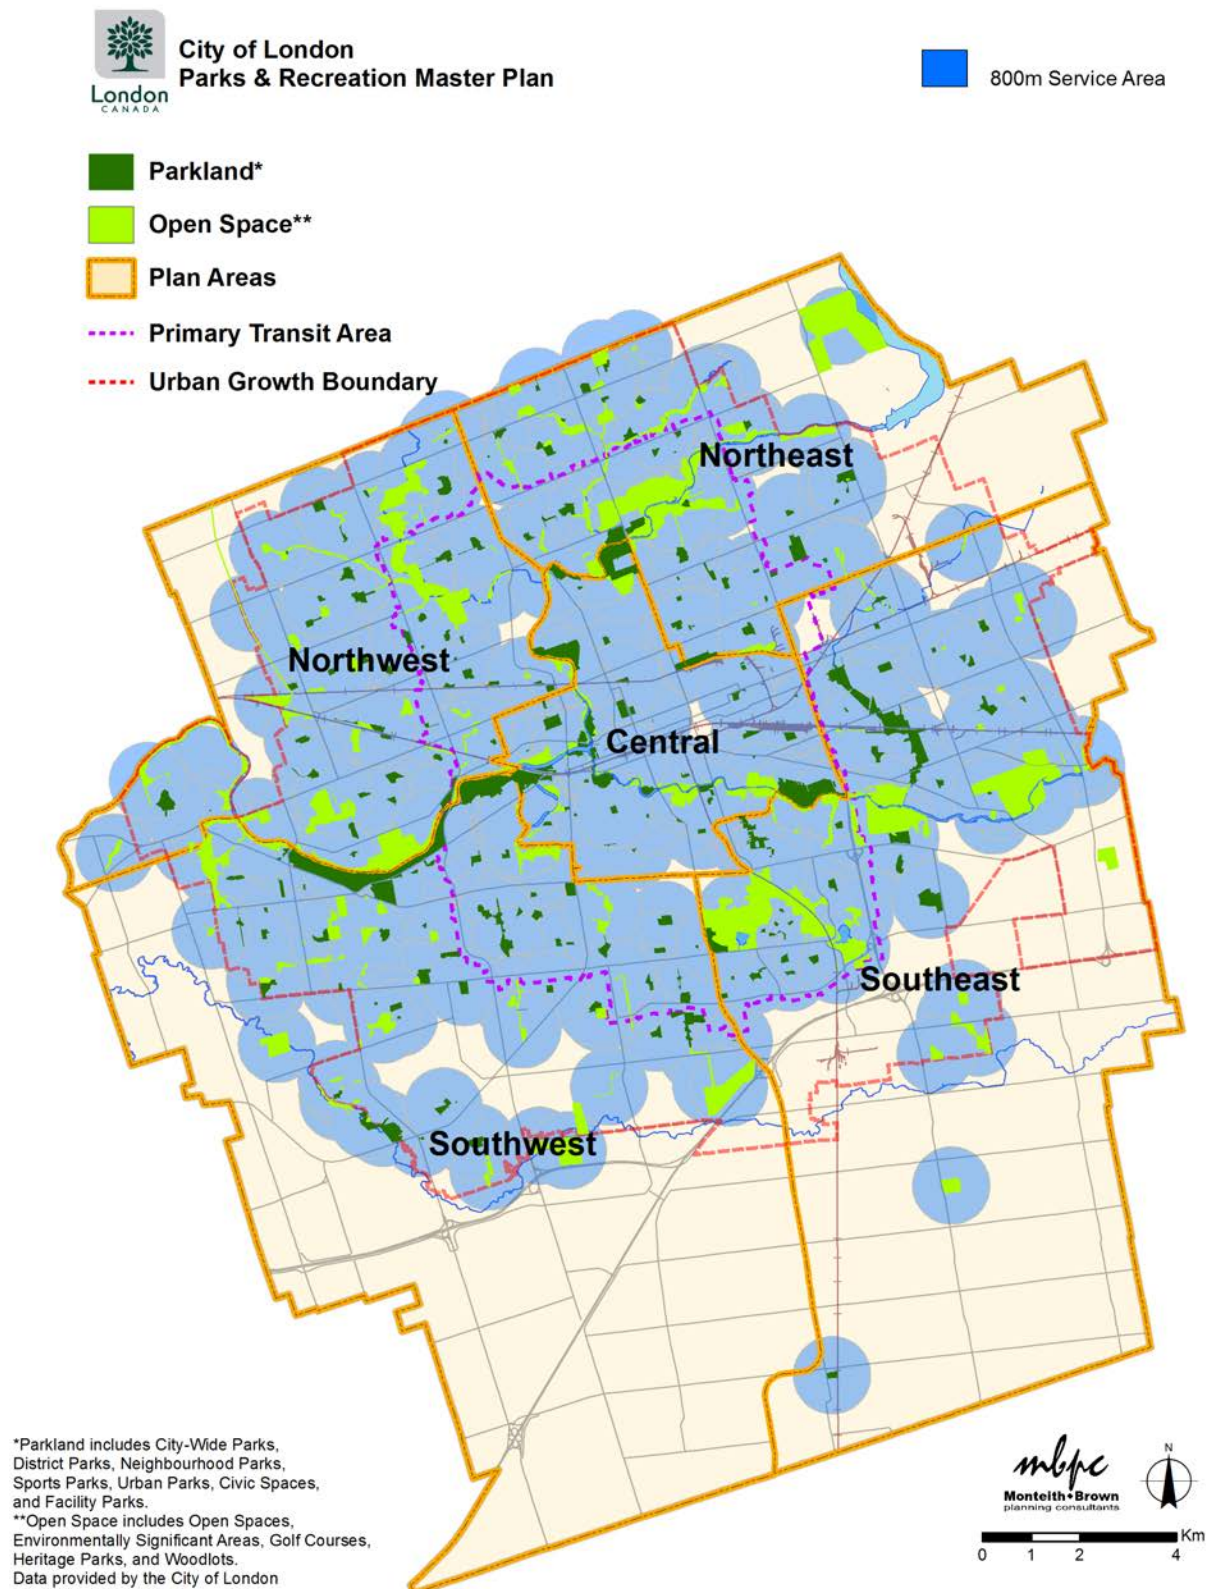 London
CANADA
City of London
Parks & Recreation Master Plan
800m Service Area
Parkland*
Open Space**
Plan Areas
Primary Transit Area
Urban Growth Boundary
Northeast
Northwest
Central
Southeast
Southwest
*Parkland includes City-Wide Parks,
District Parks, Neighbourhood Parks,
Sports Parks, Urban Parks, Civic Spaces,
and Facility Parks.
**Open Space includes Open Spaces,
Environmentally Significant Areas, Golf Courses,
Heritage Parks, and Woodlots.
Data provided by the City of London
mbpc
Monteith•Brown
planning consultants
N
Km
0 1 2 4